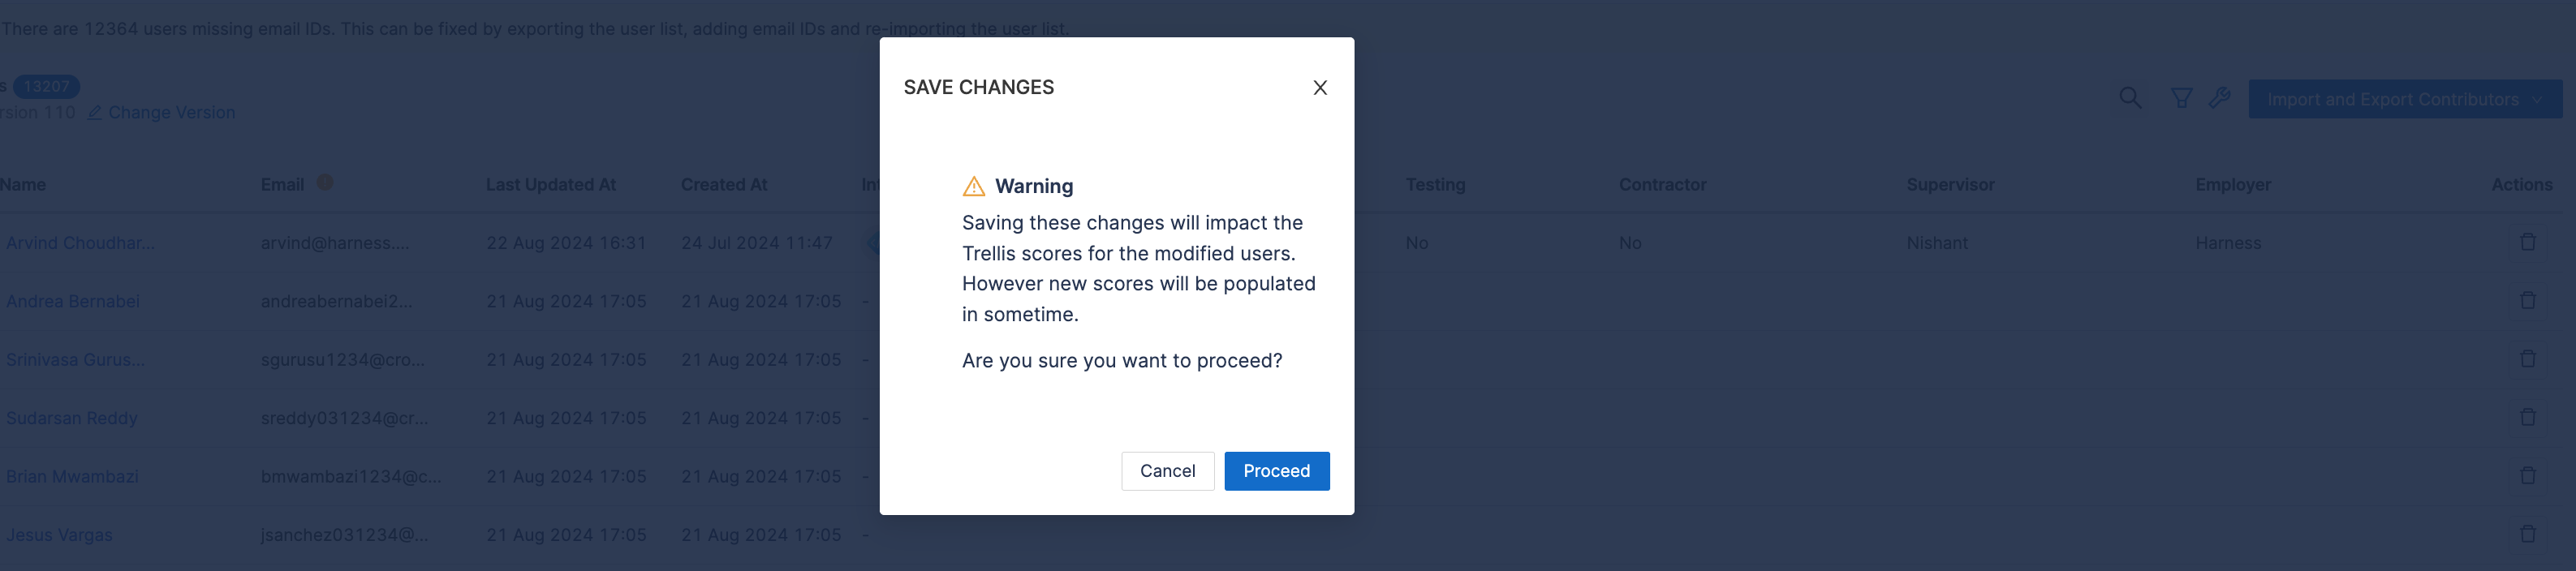 There are 12364 users missing email IDs. This can be fixed by exporting the user list, adding email IDs and re-importing the user list.
SAVE CHANGES
s 13207
rsion 110 Change Version
Import and Export Contributors
Warning
Saving these changes will impact the
Trellis scores for the modified users.
However new scores will be populated
in sometime.
Are you sure you want to proceed?
Cancel Proceed
Name Email Last Updated At Created At Int Testing Contractor Supervisor Employer Actions
Arvind Choudhar... arvind@harness.... 22 Aug 2024 16:31 24 Jul 2024 11:47 No No Nishant Harness
Andrea Bernabei andreabernabei2... 21 Aug 2024 17:05 21 Aug 2024 17:05 -
Srinivasa Gurus... sgurusu1234@cro... 21 Aug 2024 17:05 21 Aug 2024 17:05 -
Sudarsan Reddy sreddy031234@cr... 21 Aug 2024 17:05 21 Aug 2024 17:05 -
Brian Mwambazi bmwambazi1234@c... 21 Aug 2024 17:05 21 Aug 2024 17:05 -
Jesus Vargas jsanchez031234@... 21 Aug 2024 17:05 21 Aug 2024 17:05 -